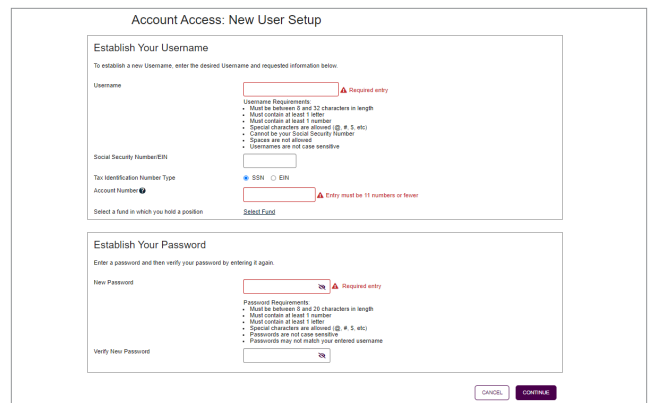 Account Access: New User Setup
Establish Your Username
To establish a new Username, enter the desired Username and requested information below.
Username
Required entry
Username Requirements:
• Must be between 8 and 32 characters in length
• Must contain at least 1 letter
• Must contain at least 1 number
• Special characters are allowed (@, #, $, etc)
• Cannot be your Social Security Number
• Spaces are not allowed
• Usernames are not case sensitive
Social Security Number/EIN
Tax Identification Number Type
SSN EIN
Account Number ?
Entry must be 11 numbers or fewer
Select a fund in which you hold a position
Select Fund
Establish Your Password
Enter a password and then verify your password by entering it again.
New Password
Required entry
Password Requirements:
• Must be between 8 and 20 characters in length
• Must contain at least 1 number
• Must contain at least 1 letter
• Special characters are allowed (@, #, $, etc)
• Passwords are not case sensitive
• Passwords may not match your entered username
Verify New Password
CANCEL CONTINUE